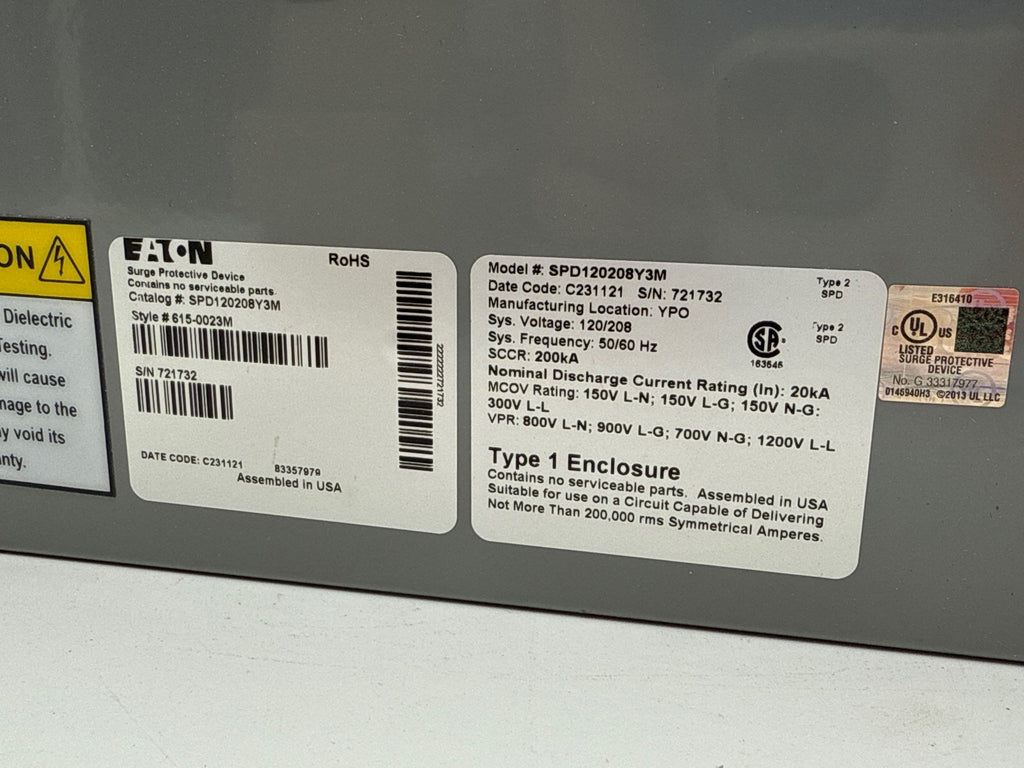 ON
Dielectric
Testing.
will cause
mage to the
y void its
nty.
EATON
RoHS
Surge Protective Device
Contains no serviceable parts.
Catalog #: SPD120208Y3M
Style # 615-0023M
S/N 721732
DATE CODE: C231121 83357979
Assembled in USA
Model #: SPD120208Y3M
Date Code: C231121 S/N: 721732
Manufacturing Location: YPO
Sys. Voltage: 120/208
Sys. Frequency: 50/60 Hz
SCCR: 200kA
Nominal Discharge Current Rating (In): 20kA
MCOV Rating: 150V L-N; 150V L-G; 150V N-G:
300V L-L
VPR: 800V L-N; 900V L-G; 700V N-G; 1200V L-L
Type 1 Enclosure
Contains no serviceable parts. Assembled in USA
Suitable for use on a Circuit Capable of Delivering
Not More Than 200,000 rms Symmetrical Amperes.
Type 2
SPD
SA
163546
Type 2
SPD
E316410
C UL US
LISTED
SURGE PROTECTIVE
DEVICE
No. G 33317977
0145940H3 ©2013 UL LLC